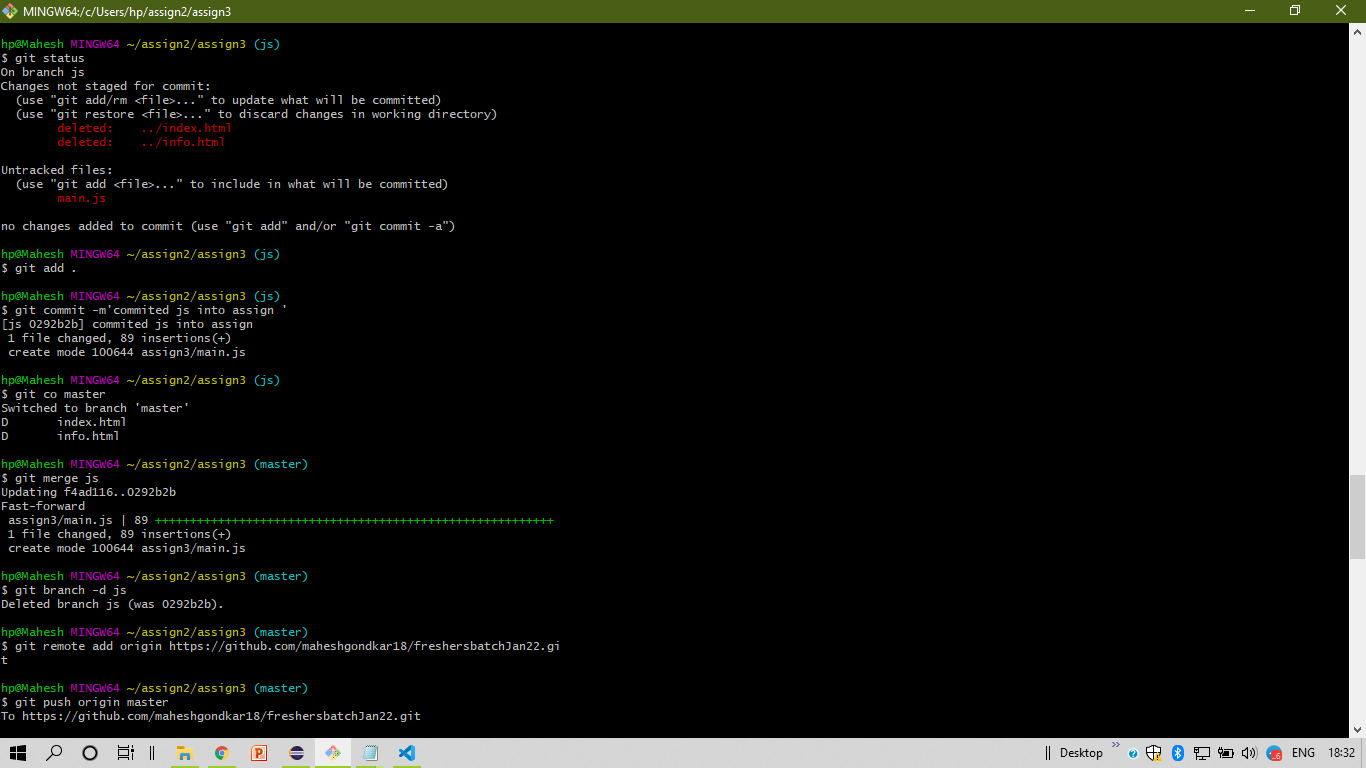 MINGW64:/c/Users/hp/assign2/assign3
hp@Mahesh MINGW64 ~/assign2/assign3 (js)
$ git status
On branch js
Changes not staged for commit:
  (use "git add/rm <file>..." to update what will be committed)
  (use "git restore <file>..." to discard changes in working directory)
        deleted:    ../index.html
        deleted:    ../info.html
Untracked files:
  (use "git add <file>..." to include in what will be committed)
        main.js
no changes added to commit (use "git add" and/or "git commit -a")
hp@Mahesh MINGW64 ~/assign2/assign3 (js)
$ git add .
hp@Mahesh MINGW64 ~/assign2/assign3 (js)
$ git commit -m'commited js into assign '
[js 0292b2b] commited js into assign
 1 file changed, 89 insertions(+)
 create mode 100644 assign3/main.js
hp@Mahesh MINGW64 ~/assign2/assign3 (js)
$ git co master
Switched to branch 'master'
D       index.html
D       info.html
hp@Mahesh MINGW64 ~/assign2/assign3 (master)
$ git merge js
Updating f4ad116..0292b2b
Fast-forward
 assign3/main.js | 89 +++++++++++++++++++++++++++++++++++++++++++++++++++++++++
 1 file changed, 89 insertions(+)
 create mode 100644 assign3/main.js
hp@Mahesh MINGW64 ~/assign2/assign3 (master)
$ git branch -d js
Deleted branch js (was 0292b2b).
hp@Mahesh MINGW64 ~/assign2/assign3 (master)
$ git remote add origin https://github.com/maheshgondkar18/freshersbatchJan22.gi
t
hp@Mahesh MINGW64 ~/assign2/assign3 (master)
$ git push origin master
To https://github.com/maheshgondkar18/freshersbatchJan22.git
Desktop
ENG
18:32